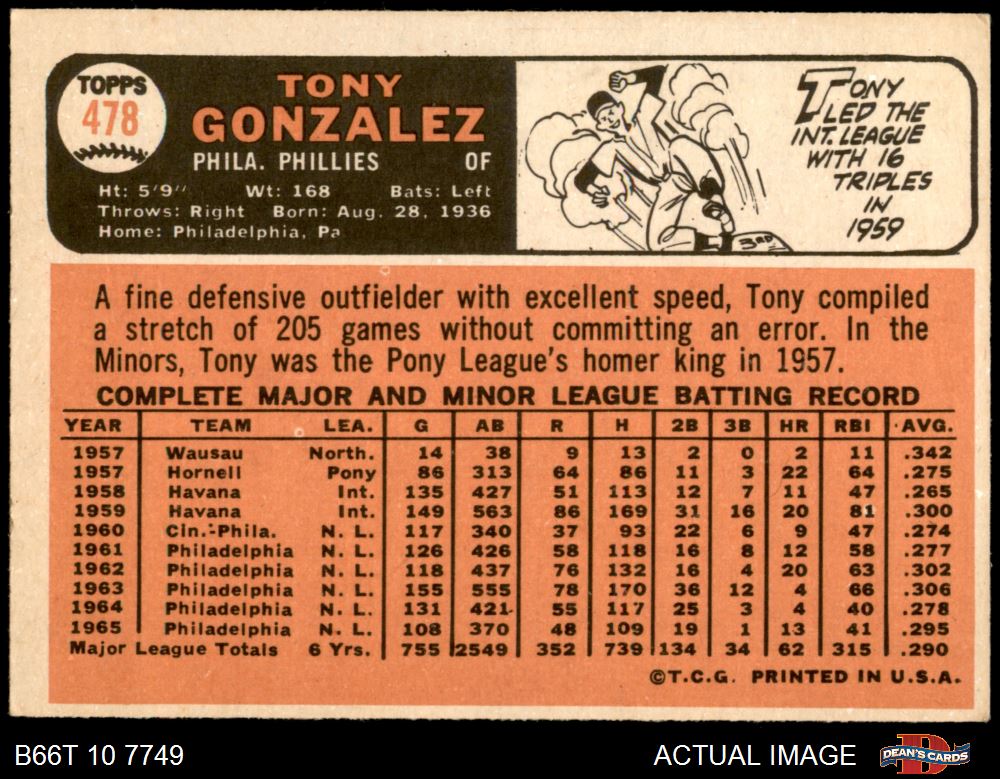 TOPPS
478
TONY
GONZALEZ
PHILA. PHILLIES OF
Ht: 5'9" Wt: 168 Bats: Left
Throws: Right Born: Aug. 28, 1936
Home: Philadelphia, Pa
3RD
TONY
LED THE
INT. LEAGUE
WITH 16
TRIPLES
IN
1959
A fine defensive outfielder with excellent speed, Tony compiled
a stretch of 205 games without committing an error. In the
Minors, Tony was the Pony League's homer king in 1957.
COMPLETE MAJOR AND MINOR LEAGUE BATTING RECORD
YEAR TEAM LEA. G AB R H 2B 3B HR RBI AVG.
1957 Wausau North. 14 38 9 13 2 0 2 11 .342
1957 Hornell Pony 86 313 64 86 11 3 22 64 .275
1958 Havana Int. 135 427 51 113 12 7 11 47 .265
1959 Havana Int. 149 563 86 169 31 16 20 81 .300
1960 Cin.-Phila. N. L. 117 340 37 93 22 6 9 47 .274
1961 Philadelphia N. L. 126 426 58 118 16 8 12 58 .277
1962 Philadelphia N. L. 118 437 76 132 16 4 20 63 .302
1963 Philadelphia N. L. 155 555 78 170 36 12 4 66 .306
1964 Philadelphia N. L. 131 421 55 117 25 3 4 40 .278
1965 Philadelphia N. L. 108 370 48 109 19 1 13 41 .295
Major League Totals 6 Yrs. 755 2549 352 739 134 34 62 315 .290
©T.C.G. PRINTED IN U.S.A.
B66T 10 7749 ACTUAL IMAGE DEAN'S CARDS